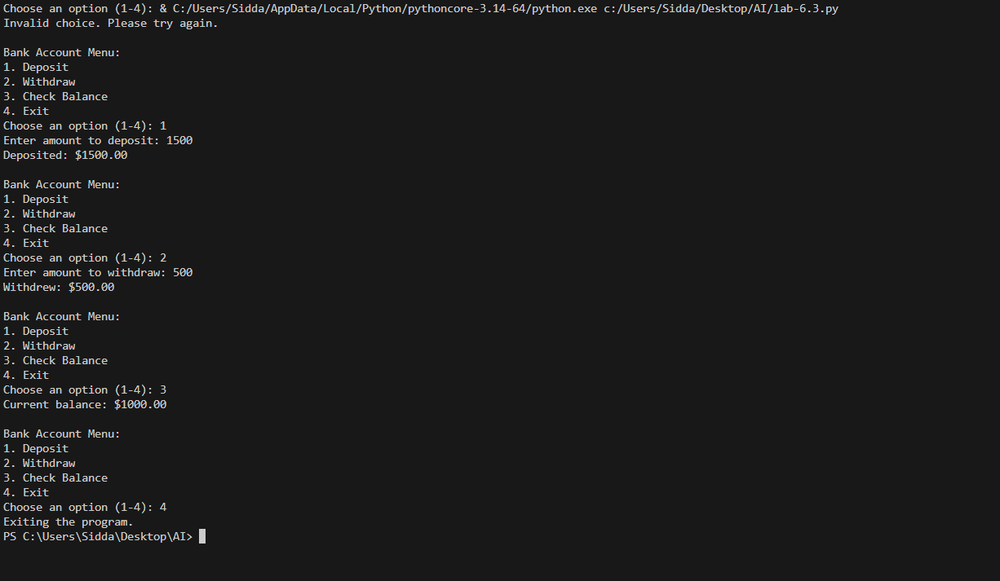 Choose an option (1-4): & C:/Users/Sidda/AppData/Local/Python/pythoncore-3.14-64/python.exe c:/Users/Sidda/Desktop/AI/lab-6.3.py
Invalid choice. Please try again.
Bank Account Menu:
1. Deposit
2. Withdraw
3. Check Balance
4. Exit
Choose an option (1-4): 1
Enter amount to deposit: 1500
Deposited: $1500.00
Bank Account Menu:
1. Deposit
2. Withdraw
3. Check Balance
4. Exit
Choose an option (1-4): 2
Enter amount to withdraw: 500
Withdrew: $500.00
Bank Account Menu:
1. Deposit
2. Withdraw
3. Check Balance
4. Exit
Choose an option (1-4): 3
Current balance: $1000.00
Bank Account Menu:
1. Deposit
2. Withdraw
3. Check Balance
4. Exit
Choose an option (1-4): 4
Exiting the program.
PS C:\Users\Sidda\Desktop\AI>